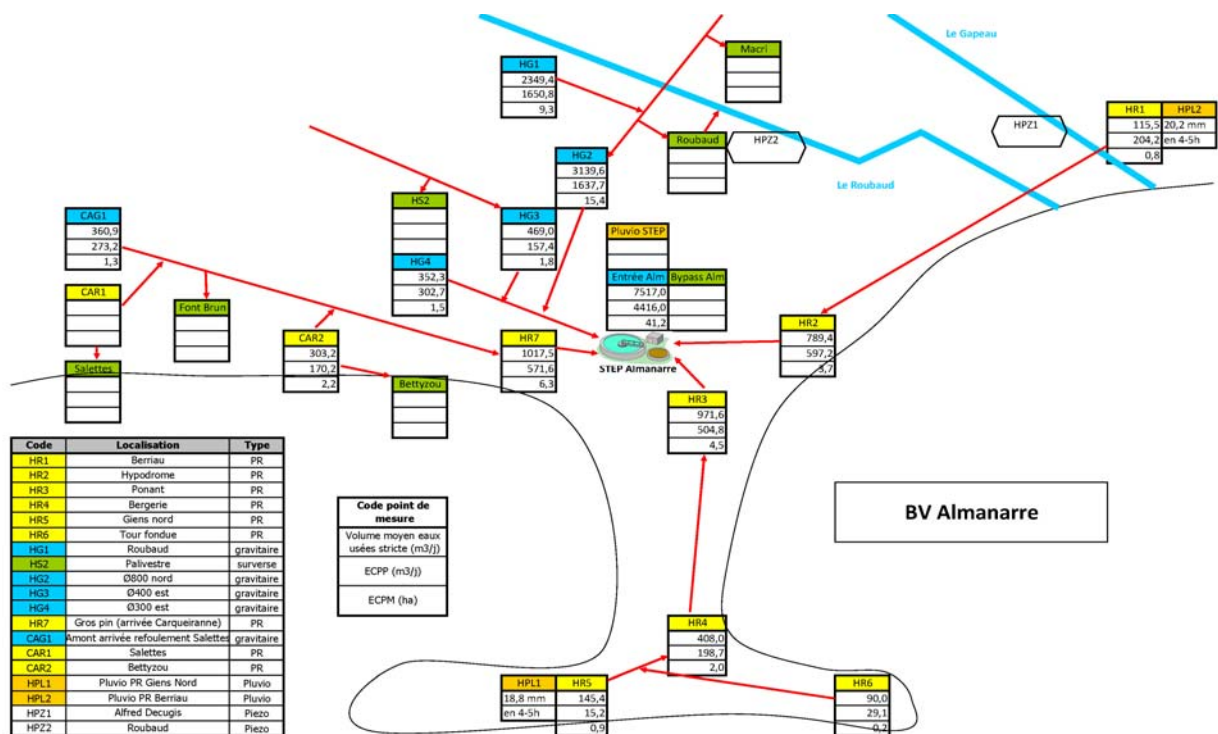 Le Gapeau
Macri
HG1
2349,4
1650,8
9,3
HR1 HPL2
115,5 20,2 mm
204,2 en 4-5h
0,8
HPZ1
Roubaud
HPZ2
HG2
3139,6
1637,7
15,4
Le Roubaud
HS2
CAG1
360,9
273,2
1,3
HG3
469,0
157,4
1,8
Pluvio STEP
HG4
352,3
302,7
1,5
Entrée Alm Bypass Alm
7517,0
4416,0
41,2
CAR1
Font Brun
CAR2
303,2
170,2
2,2
HR7
1017,5
571,6
6,3
STEP Almanarre
HR2
789,4
597,2
3,7
Salettes
Bettyzou
HR3
971,6
504,8
4,5
Code Localisation Type
HR1 Berriau PR
HR2 Hypodrome PR
HR3 Ponant PR
HR4 Bergerie PR
HR5 Giens nord PR
HR6 Tour fondue PR
HG1 Roubaud gravitaire
HS2 Palivestre surverse
HG2 Ø800 nord gravitaire
HG3 Ø400 est gravitaire
HG4 Ø300 est gravitaire
HR7 Gros pin (arrivée Carqueiranne) PR
CAG1 Amont arrivée refoulement Salettes gravitaire
CAR1 Salettes PR
CAR2 Bettyzou PR
HPL1 Pluvio PR Giens Nord Pluvio
HPL2 Pluvio PR Berriau Pluvio
HPZ1 Alfred Decugis Piezo
HPZ2 Roubaud Piezo
Code point de
mesure
Volume moyen eaux
usées stricte (m3/j)
ECPP (m3/j)
ECPM (ha)
BV Almanarre
HR4
408,0
198,7
2,0
HPL1 HR5
18,8 mm 145,4
en 4-5h 15,2
0,9
HR6
90,0
29,1
0,2